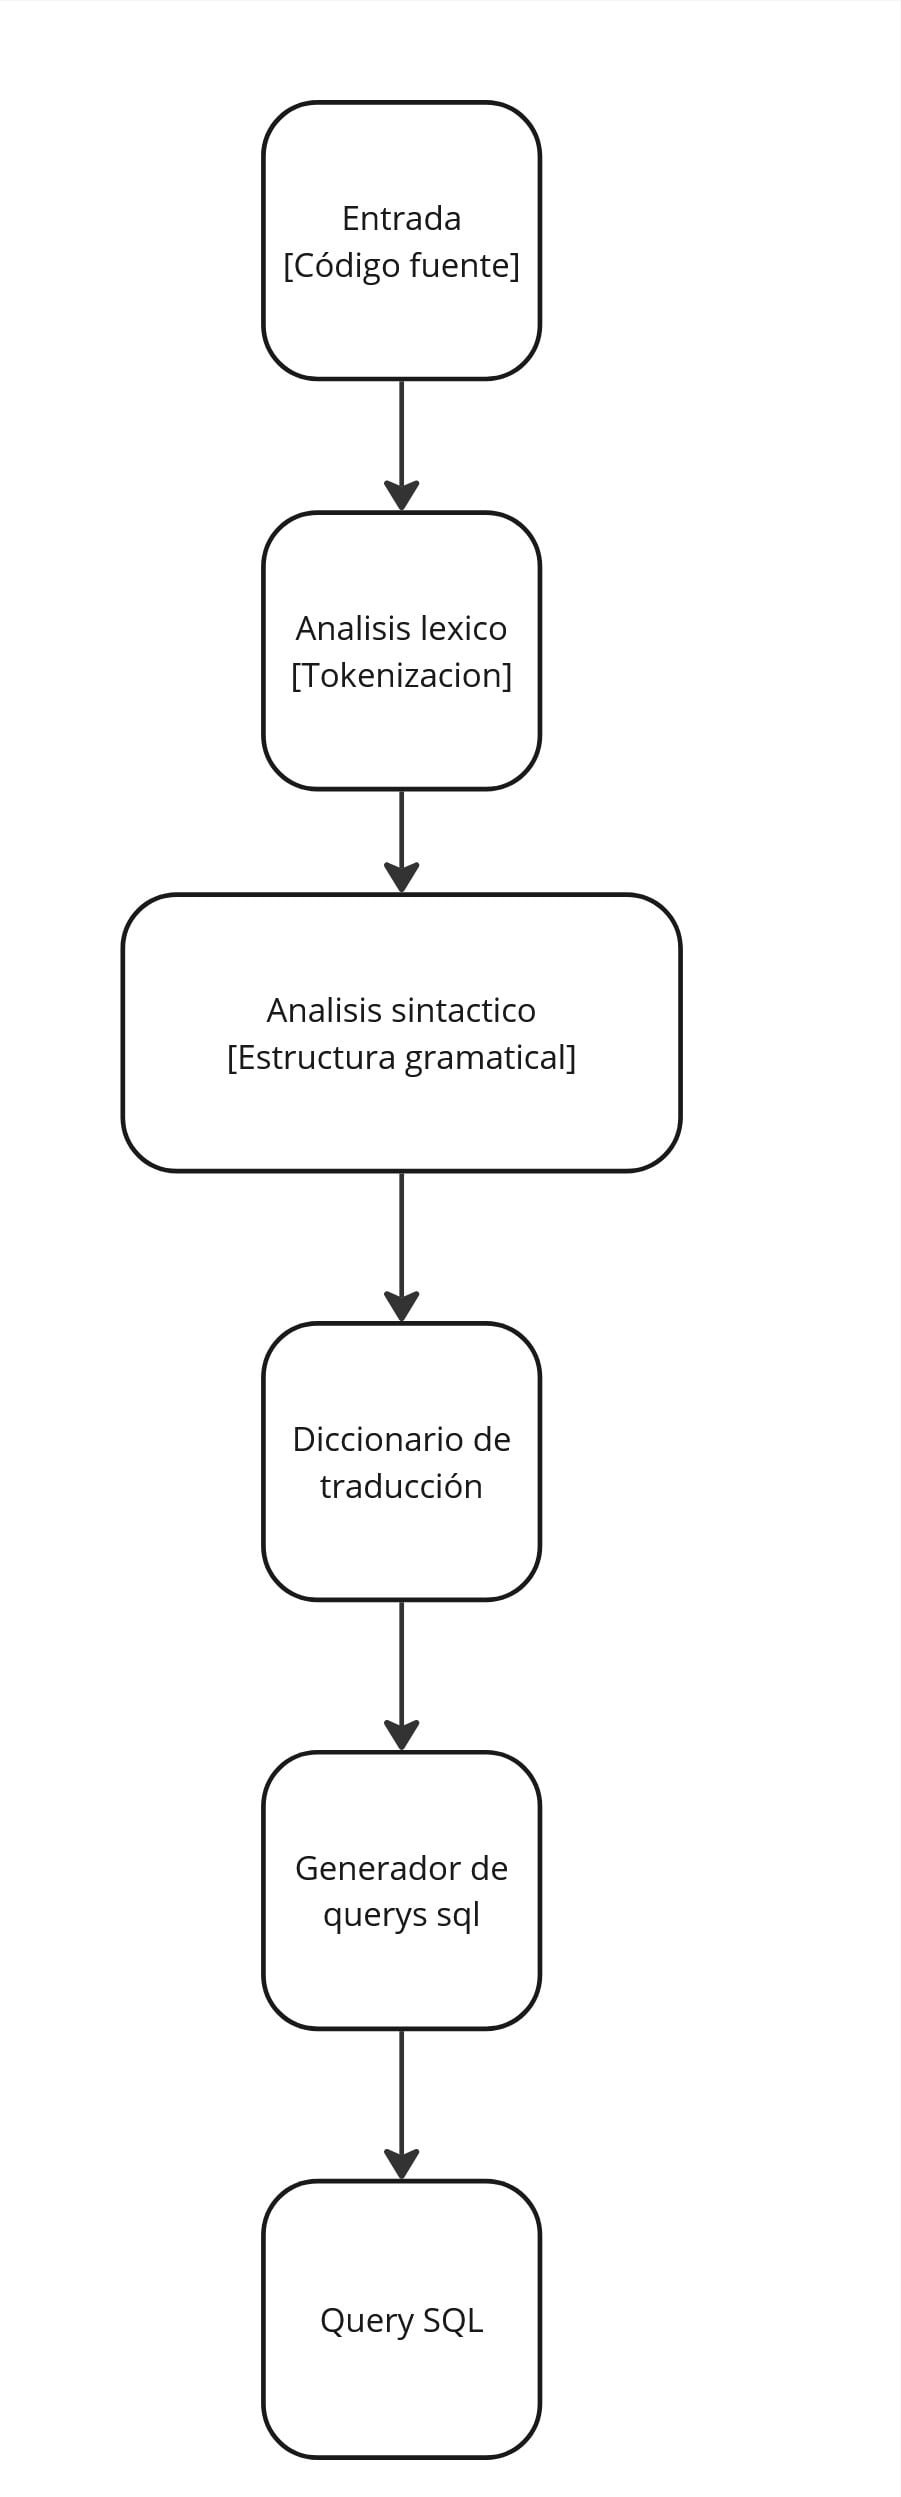 Entrada
[Código fuente]
Analisis lexico
[Tokenizacion]
Analisis sintactico
[Estructura gramatical]
Diccionario de
traducción
Generador de
querys sql
Query SQL